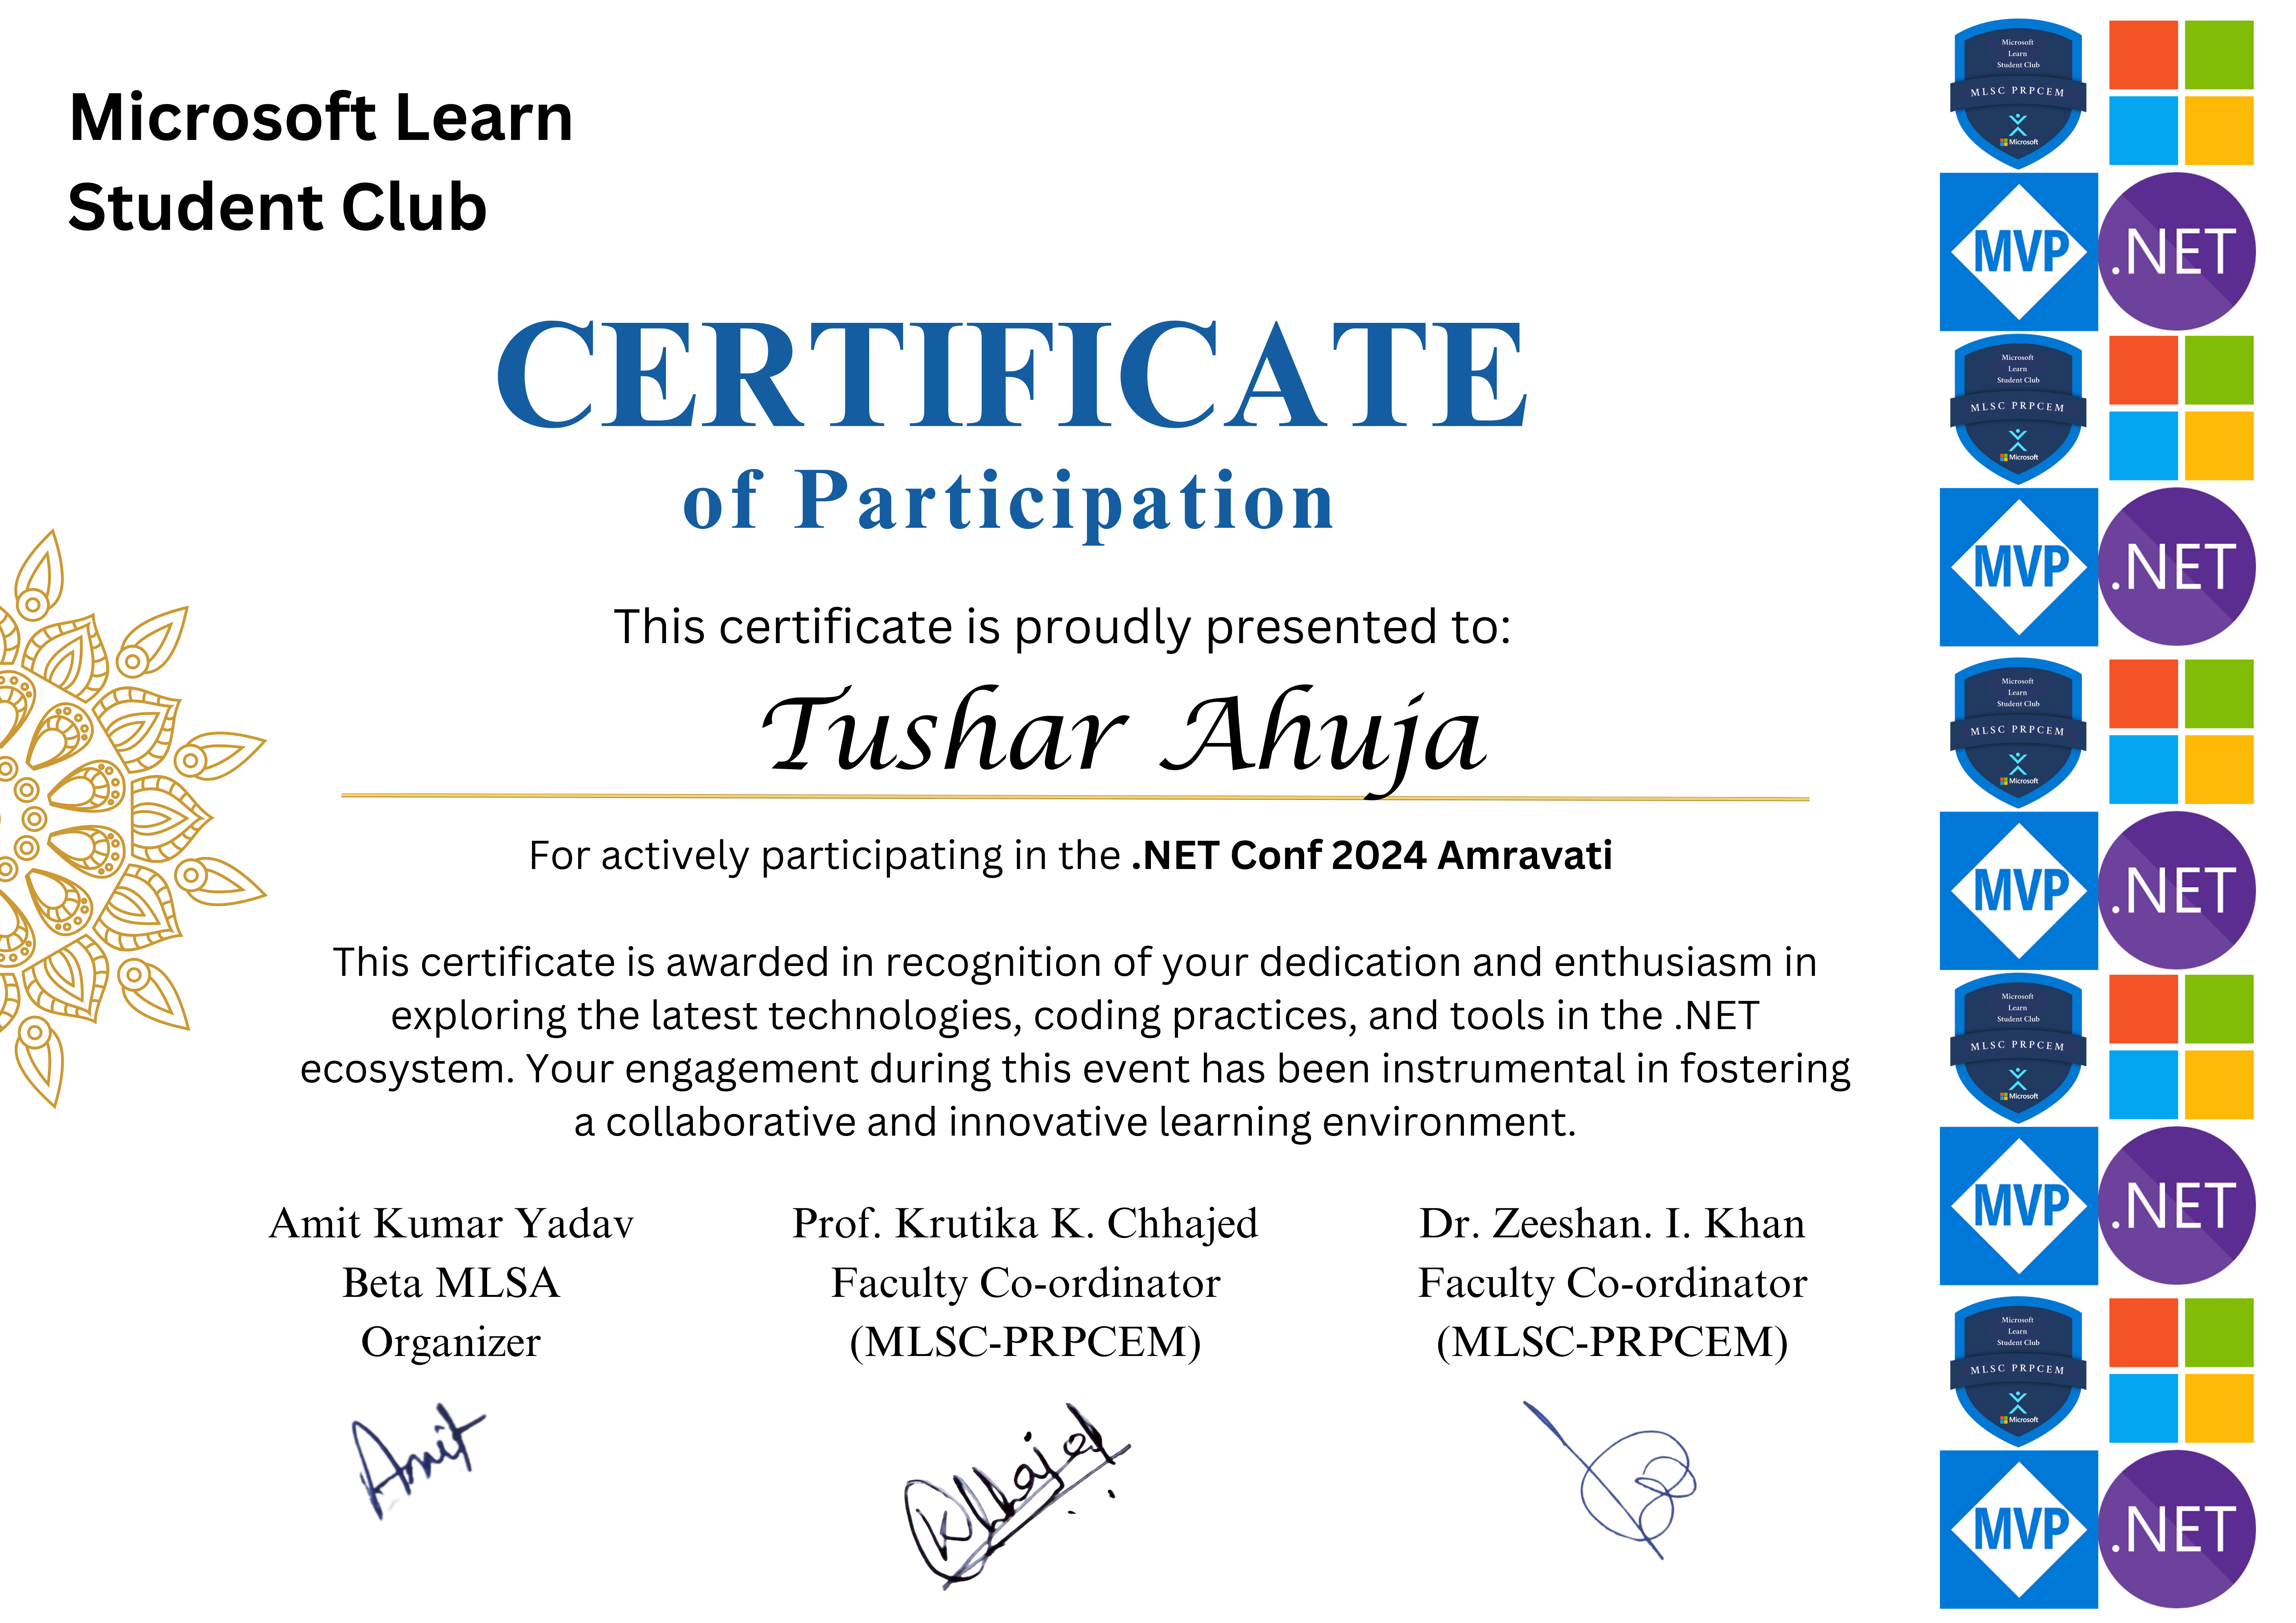 Microsoft Learn
Student Club
CERTIFICATE
of Participation
This certificate is proudly presented to:
Tushar Ahuja
For actively participating in the .NET Conf 2024 Amravati
This certificate is awarded in recognition of your dedication and enthusiasm in
exploring the latest technologies, coding practices, and tools in the .NET
ecosystem. Your engagement during this event has been instrumental in fostering
a collaborative and innovative learning environment.
Amit Kumar Yadav
Beta MLSA
Organizer
Amit
Prof. Krutika K. Chhajed
Faculty Co-ordinator
(MLSC-PRPCEM)
Dr. Zeeshan. I. Khan
Faculty Co-ordinator
(MLSC-PRPCEM)
Microsoft
Learn
Student Club
MLSC PRPCEM
Microsoft
MVP
.NET
Microsoft
Learn
Student Club
MLSC PRPCEM
Microsoft
MVP
.NET
Microsoft
Learn
Student Club
MLSC PRPCEM
Microsoft
MVP
.NET
Microsoft
Learn
Student Club
MLSC PRPCEM
Microsoft
MVP
.NET
Microsoft
Learn
Student Club
MLSC PRPCEM
Microsoft
MVP
.NET